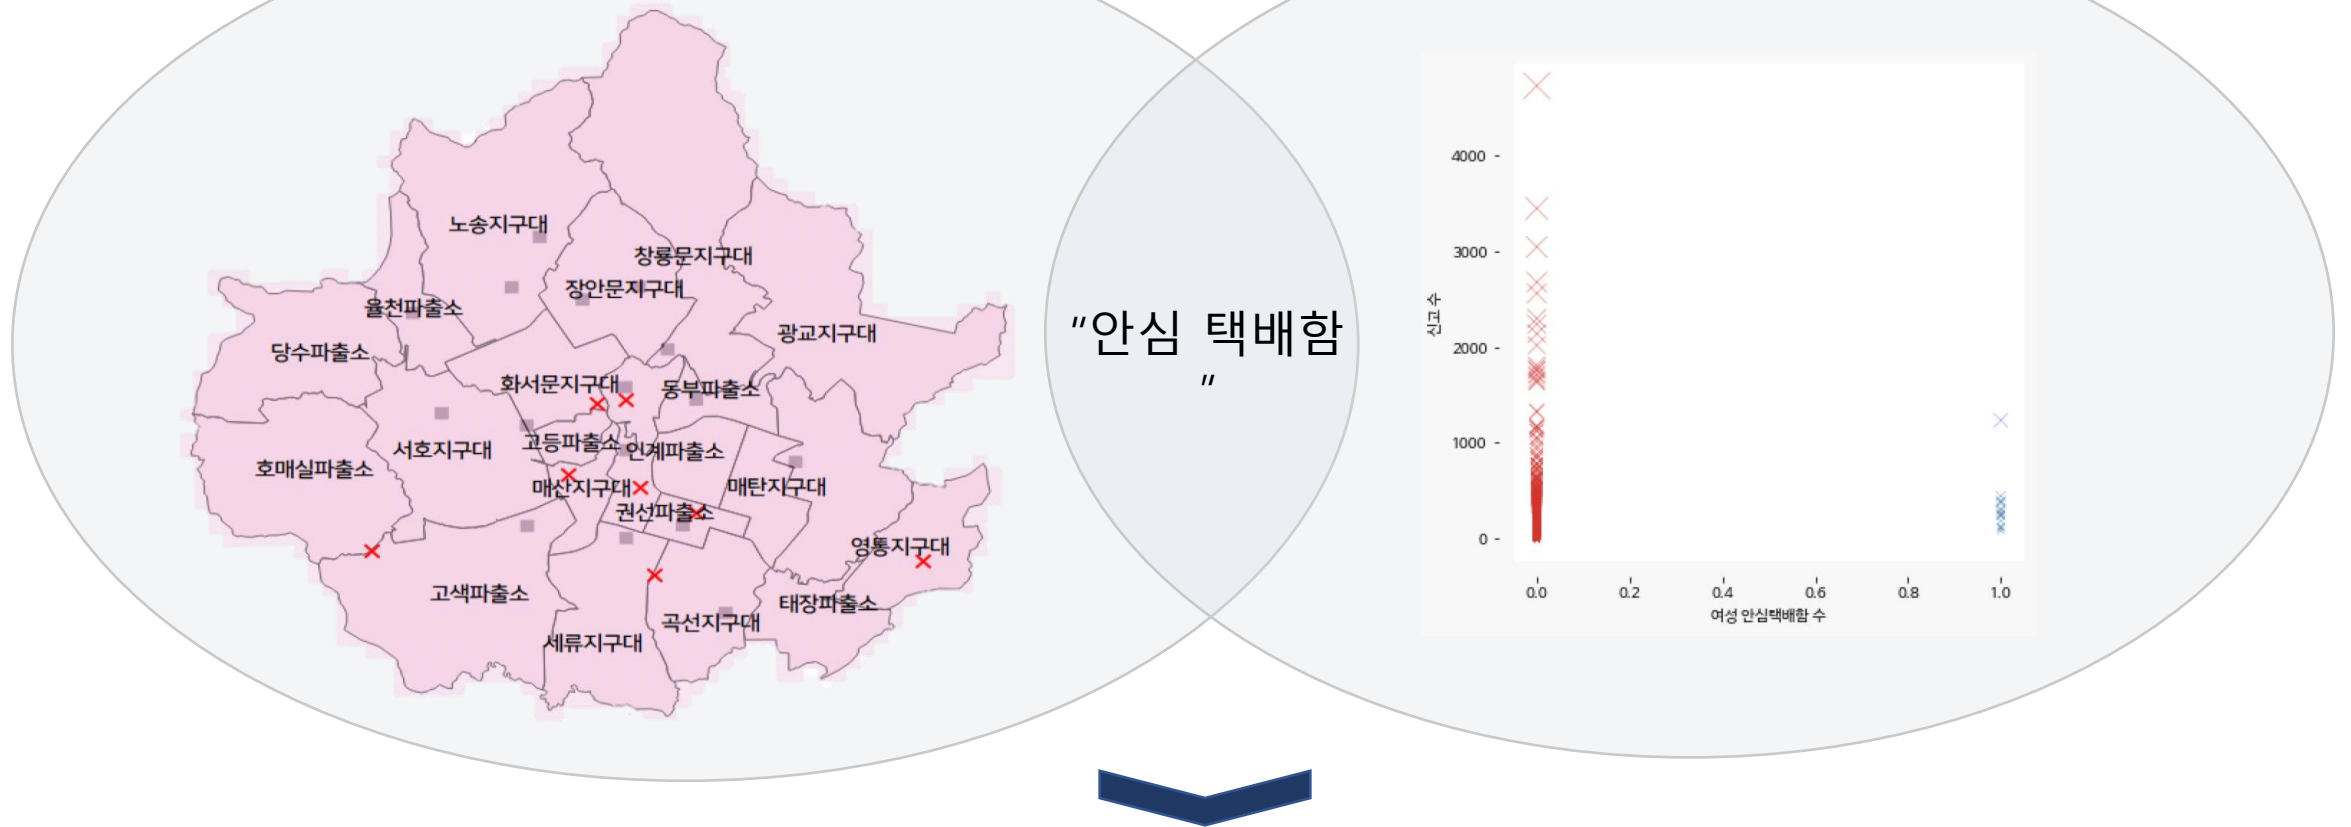 노송지구대
창룡문지구대
장안문지구대
율천파출소
광교지구대
당수파출소
화서문지구대
동부파출소
고등파출소
인계파출소
서호지구대
호매실파출소
매산지구대
매탄지구대
권선파출소
영통지구대
고색파출소
태장파출소
곡선지구대
세류지구대
"안심 택배함
"
4000
3000
2000
1000
0
신고수
0.0 0.2 0.4 0.6 0.8 1.0
여성 안심택배함 수